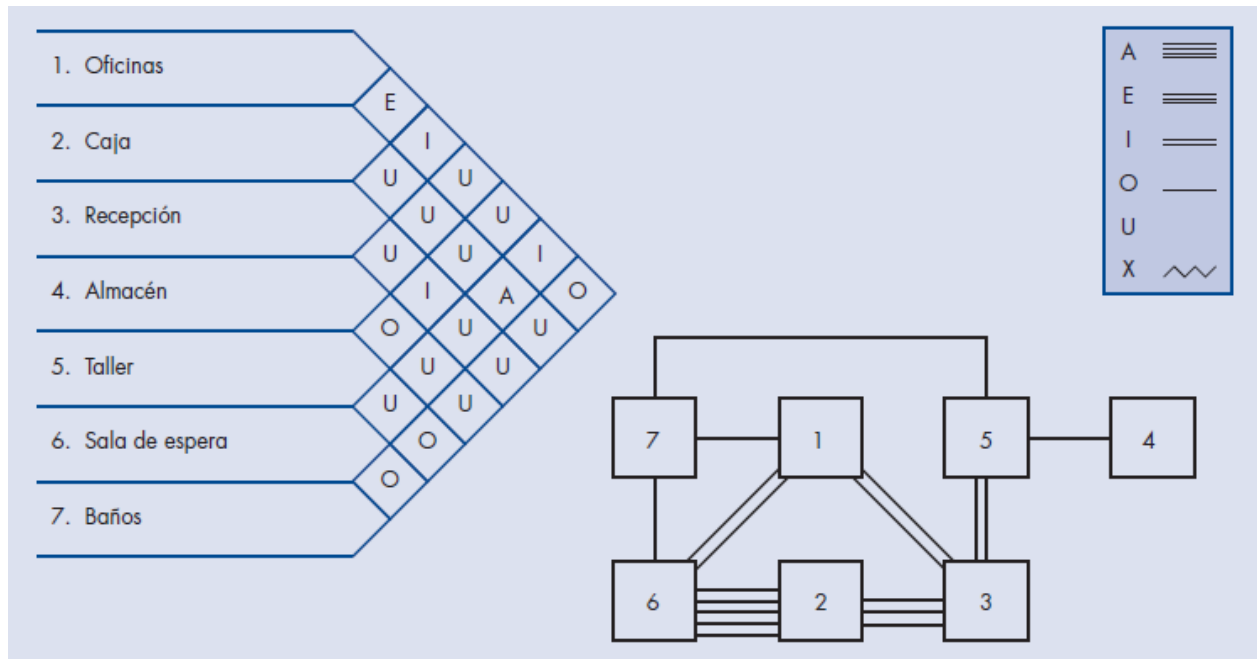 1. Oficinas
E
2. Caja
I
U U
3. Recepción
U U
U U I
4. Almacén
I A O
O U U
5. Taller
U U
U U
6. Sala de espera
O
O
7. Baños
A
E
I
O
U
X
7 1 5 4
6 2 3